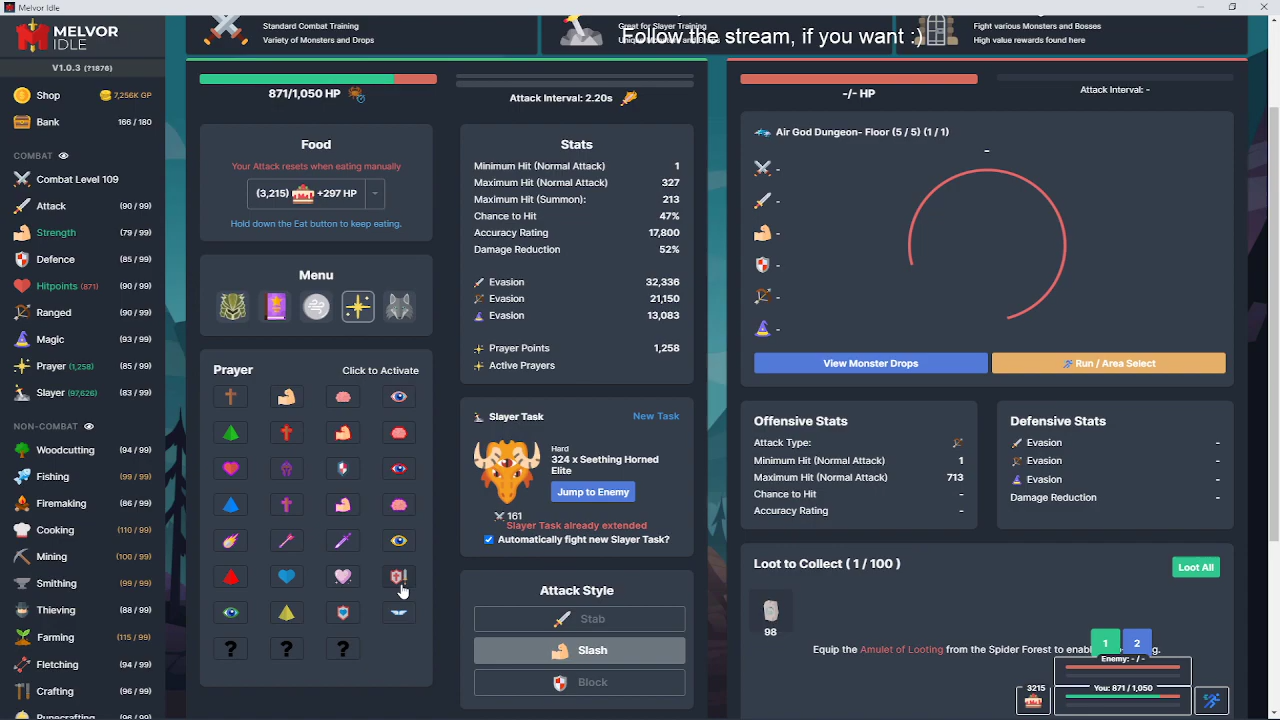 Melvor Idle
MELVOR
IDLE
V1.0.3 (?1876)
Shop
7,256K GP
Bank
166 / 180
COMBAT
Combat Level 109
Attack
(90 / 99)
Strength
(79 / 99)
Defence
(85 / 99)
Hitpoints (871)
(90 / 99)
Ranged
(92 / 99)
Magic
(92 / 99)
Prayer (1,258)
(85 / 99)
Slayer (97,626)
(83 / 99)
NON-COMBAT
Woodcutting
(94 / 99)
Fishing
(99 / 99)
Firemaking
(86 / 99)
Cooking
(110 / 99)
Mining
(100 / 99)
Smithing
(99 / 99)
Thieving
(88 / 99)
Farming
(115 / 99)
Fletching
(94 / 99)
Crafting
(96 / 99)
Standard Combat Training
Variety of Monsters and Drops
Great for Slayer Training
Follow the stream, if you want :)
Fight various Monsters and Bosses
High value rewards found here
871/1,050 HP
Attack Interval: 2.20s
Food
Your Attack resets when eating manually
(3,215) +297 HP
Hold down the Eat button to keep eating.
Menu
Prayer
Click to Activate
?
?
?
Stats
Minimum Hit (Normal Attack)
1
Maximum Hit (Normal Attack)
327
Maximum Hit (Summon):
213
Chance to Hit
47%
Accuracy Rating
17,800
Damage Reduction
52%
Evasion
32,336
Evasion
21,150
Evasion
13,083
Prayer Points
1,258
Active Prayers
Slayer Task
New Task
Hard
324 x Seething Horned
Elite
Jump to Enemy
161
Slayer Task already extended
Automatically fight new Slayer Task?
Attack Style
Stab
Slash
Block
-/- HP
Attack Interval: -
Air God Dungeon- Floor (5 / 5) (1 / 1)
-
-
-
-
-
-
-
View Monster Drops
Run / Area Select
Offensive Stats
Attack Type:
Minimum Hit (Normal Attack)
1
Maximum Hit (Normal Attack)
713
Chance to Hit
-
Accuracy Rating:
-
Defensive Stats
Evasion
-
Evasion
-
Evasion
-
Damage Reduction
-
Loot to Collect ( 1 / 100 )
Loot All
98
Equip the Amulet of Looting from the Spider Forest to enab
g.
1
2
Enemy: - / -
3215
You: 871 / 1,050